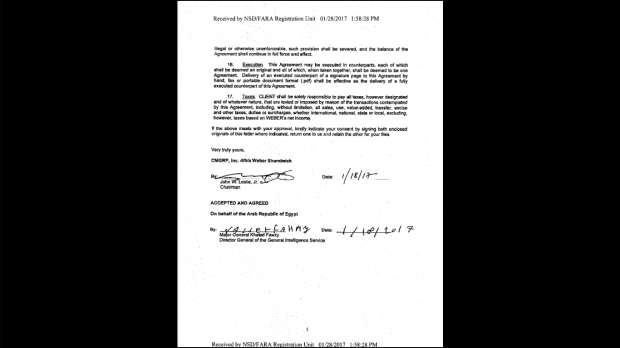 Received by NSD/FARA Registration Unit 01/28/2017 1:58:28 PM
illegal or otherwise unenforceable, such provision shall be severed, and the balance of the
Agreement shall continue in full force and effect.
16. Execution. This Agreement may be executed in counterparts, each of which
shall be deemed an original and all of which, when taken together, shall be deemed to be one
Agreement. Delivery of an executed counterpart of a signature page to this Agreement by
hand, fax or portable document format (.pdf) shall be effective as the delivery of a fully
executed counterpart of this Agreement.
17. Taxes. CLIENT shall be solely responsible to pay all taxes, however designated
and of whatever nature, that are levied or imposed by reason of the transactions contemplated
by this Agreement, including, without limitation, all sales, use, value-added, transfer, excise
and other taxes, duties or surcharges, whether international, national, state or local, excluding,
however, taxes based on WEBER's net income.
If the above meets with your approval, kindly indicate your consent by signing both enclosed
originals of this letter where indicated, return one to us and retain the other for your files.
Very truly yours,
CMGRP, Inc. d/b/a Weber Shandwick
By: Date: 1/18/17
John W. Leslie, Jr.
Chairman
ACCEPTED AND AGREED
On behalf of the Arab Republic of Egypt
By: Date: 1/18/2017
Major General Khaled Fawzy
Director General of the General Intelligence Service
Received by NSD/FARA Registration Unit 01/28/2017 1:58:28 PM